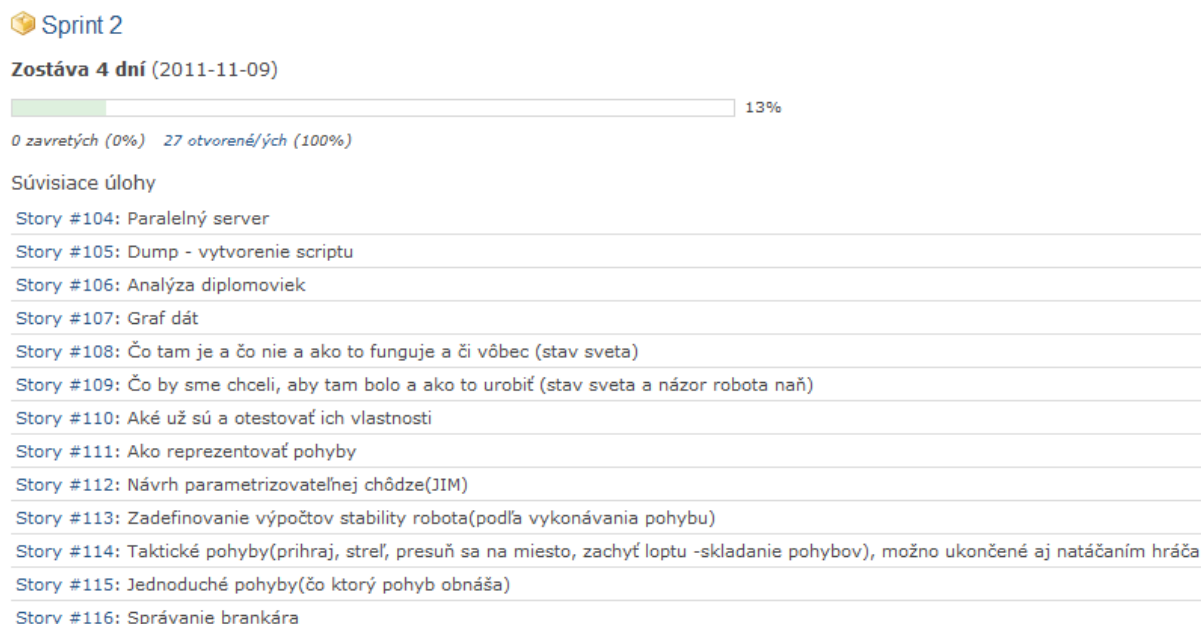 Sprint 2
Zostáva 4 dní (2011-11-09)
13%
0 zavretých (0%) 27 otvorené/ých (100%)
Súvisiace úlohy
Story #104: Paralelný server
Story #105: Dump - vytvorenie scriptu
Story #106: Analýza diplomoviek
Story #107: Graf dát
Story #108: Čo tam je a čo nie a ako to funguje a či vôbec (stav sveta)
Story #109: Čo by sme chceli, aby tam bolo a ako to urobiť (stav sveta a názor robota naň)
Story #110: Aké už sú a otestovať ich vlastnosti
Story #111: Ako reprezentovať pohyby
Story #112: Návrh parametrizovateľnej chôdze(JIM)
Story #113: Zadefinovanie výpočtov stability robota(podľa vykonávania pohybu)
Story #114: Taktické pohyby(prihraj, streľ, presuň sa na miesto, zachyť loptu -skladanie pohybov), možno ukončené aj natáčaním hráča
Story #115: Jednoduché pohyby(čo ktorý pohyb obnáša)
Story #116: Správanie brankára